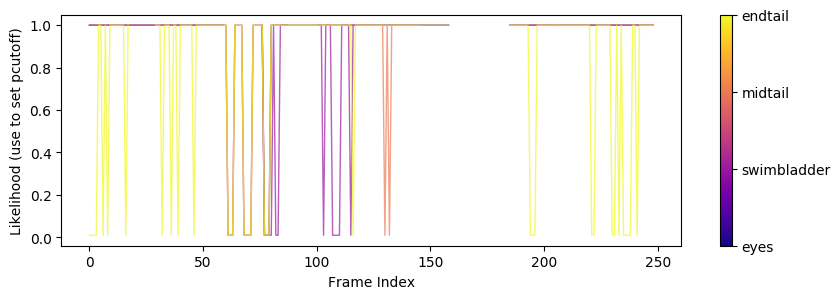 Likelihood (use to set pcutoff)
1.0
0.8
0.6
0.4
0.2
0.0
0
50
100
150
200
250
Frame Index
endtail
midtail
swimbladder
eyes